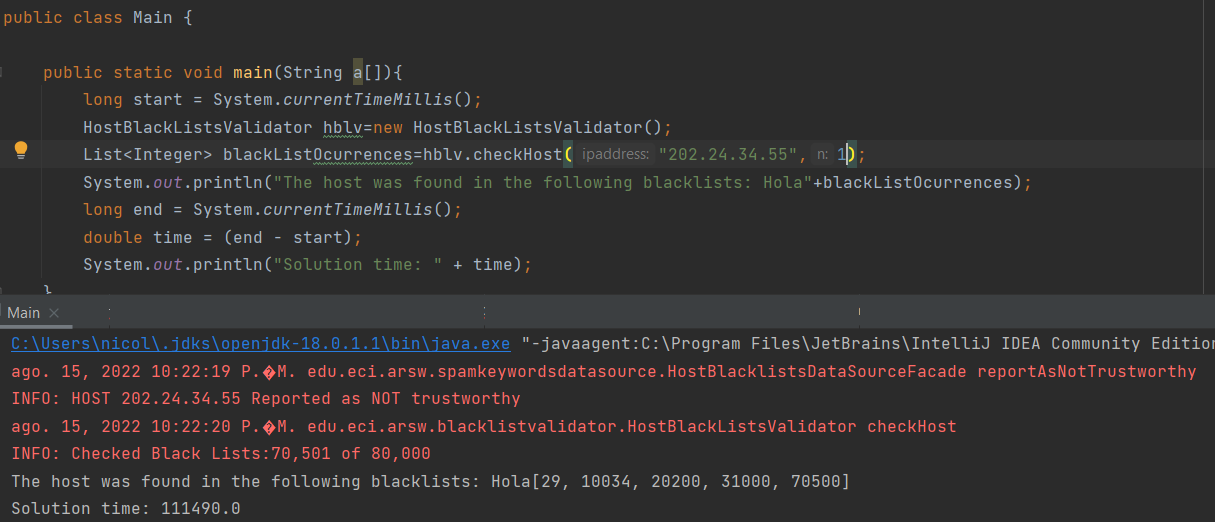 public class Main {
public static void main(String a[]){
long start = System.currentTimeMillis();
HostBlackListsValidator hblv=new HostBlackListsValidator();
List<Integer> blackListOcurrences=hblv.checkHost( ipaddress: "202.24.34.55", n: 1);
System.out.println("The host was found in the following blacklists: Hola"+blackListOcurrences);
long end = System.currentTimeMillis();
double time = (end - start);
System.out.println("Solution time: " + time);
}
Main ×
C:\Users\nicol\.jdks\openjdk-18.0.1.1\bin\java.exe "-javaagent:C:\Program Files\JetBrains\IntelliJ IDEA Community Edition
ago. 15, 2022 10:22:19 P.�M. edu.eci.arsw.spamkeywordsdatasource.HostBlacklistsDataSourceFacade reportAsNotTrustworthy
INFO: HOST 202.24.34.55 Reported as NOT trustworthy
ago. 15, 2022 10:22:20 P.�M. edu.eci.arsw.blacklistvalidator.HostBlackListsValidator checkHost
INFO: Checked Black Lists:70,501 of 80,000
The host was found in the following blacklists: Hola[29, 10034, 20200, 31000, 70500]
Solution time: 111490.0